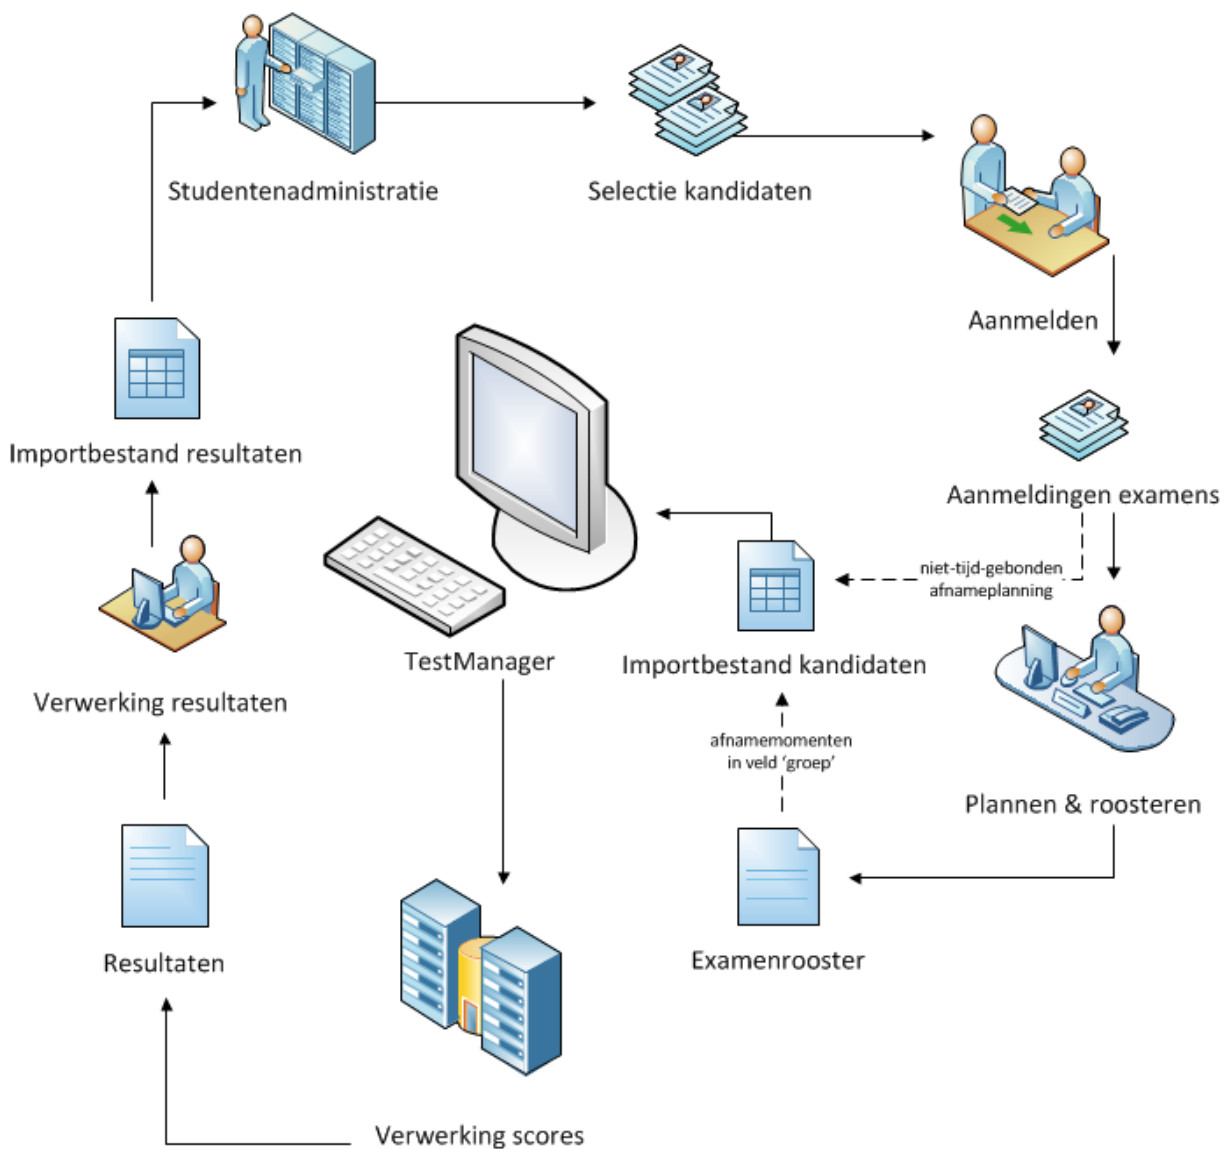 Studentenadministratie
Selectie kandidaten
Aanmelden
Importbestand resultaten
Aanmeldingen examens
niet-tijd-gebonden
afnameplanning
TestManager
Importbestand kandidaten
Verwerking resultaten
afnamemomenten
in veld ‘groep’
Plannen & roosteren
Resultaten
Examenrooster
Verwerking scores